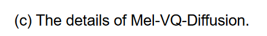 (c) The details of Mel-VQ-Diffusion.